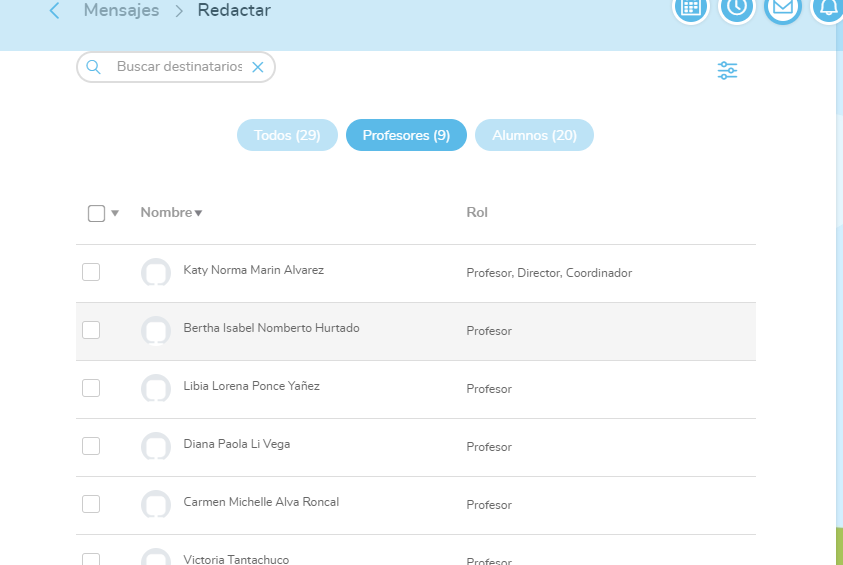 Mensajes > Redactar
Buscar destinatarios
Todos (29) Profesores (9) Alumnos (20)
Nombre Rol
Katy Norma Marin Alvarez Profesor, Director, Coordinador
Bertha Isabel Nomberto Hurtado Profesor
Libia Lorena Ponce Yañez Profesor
Diana Paola Li Vega Profesor
Carmen Michelle Alva Roncal Profesor
Victoria Tantachuco Profesor